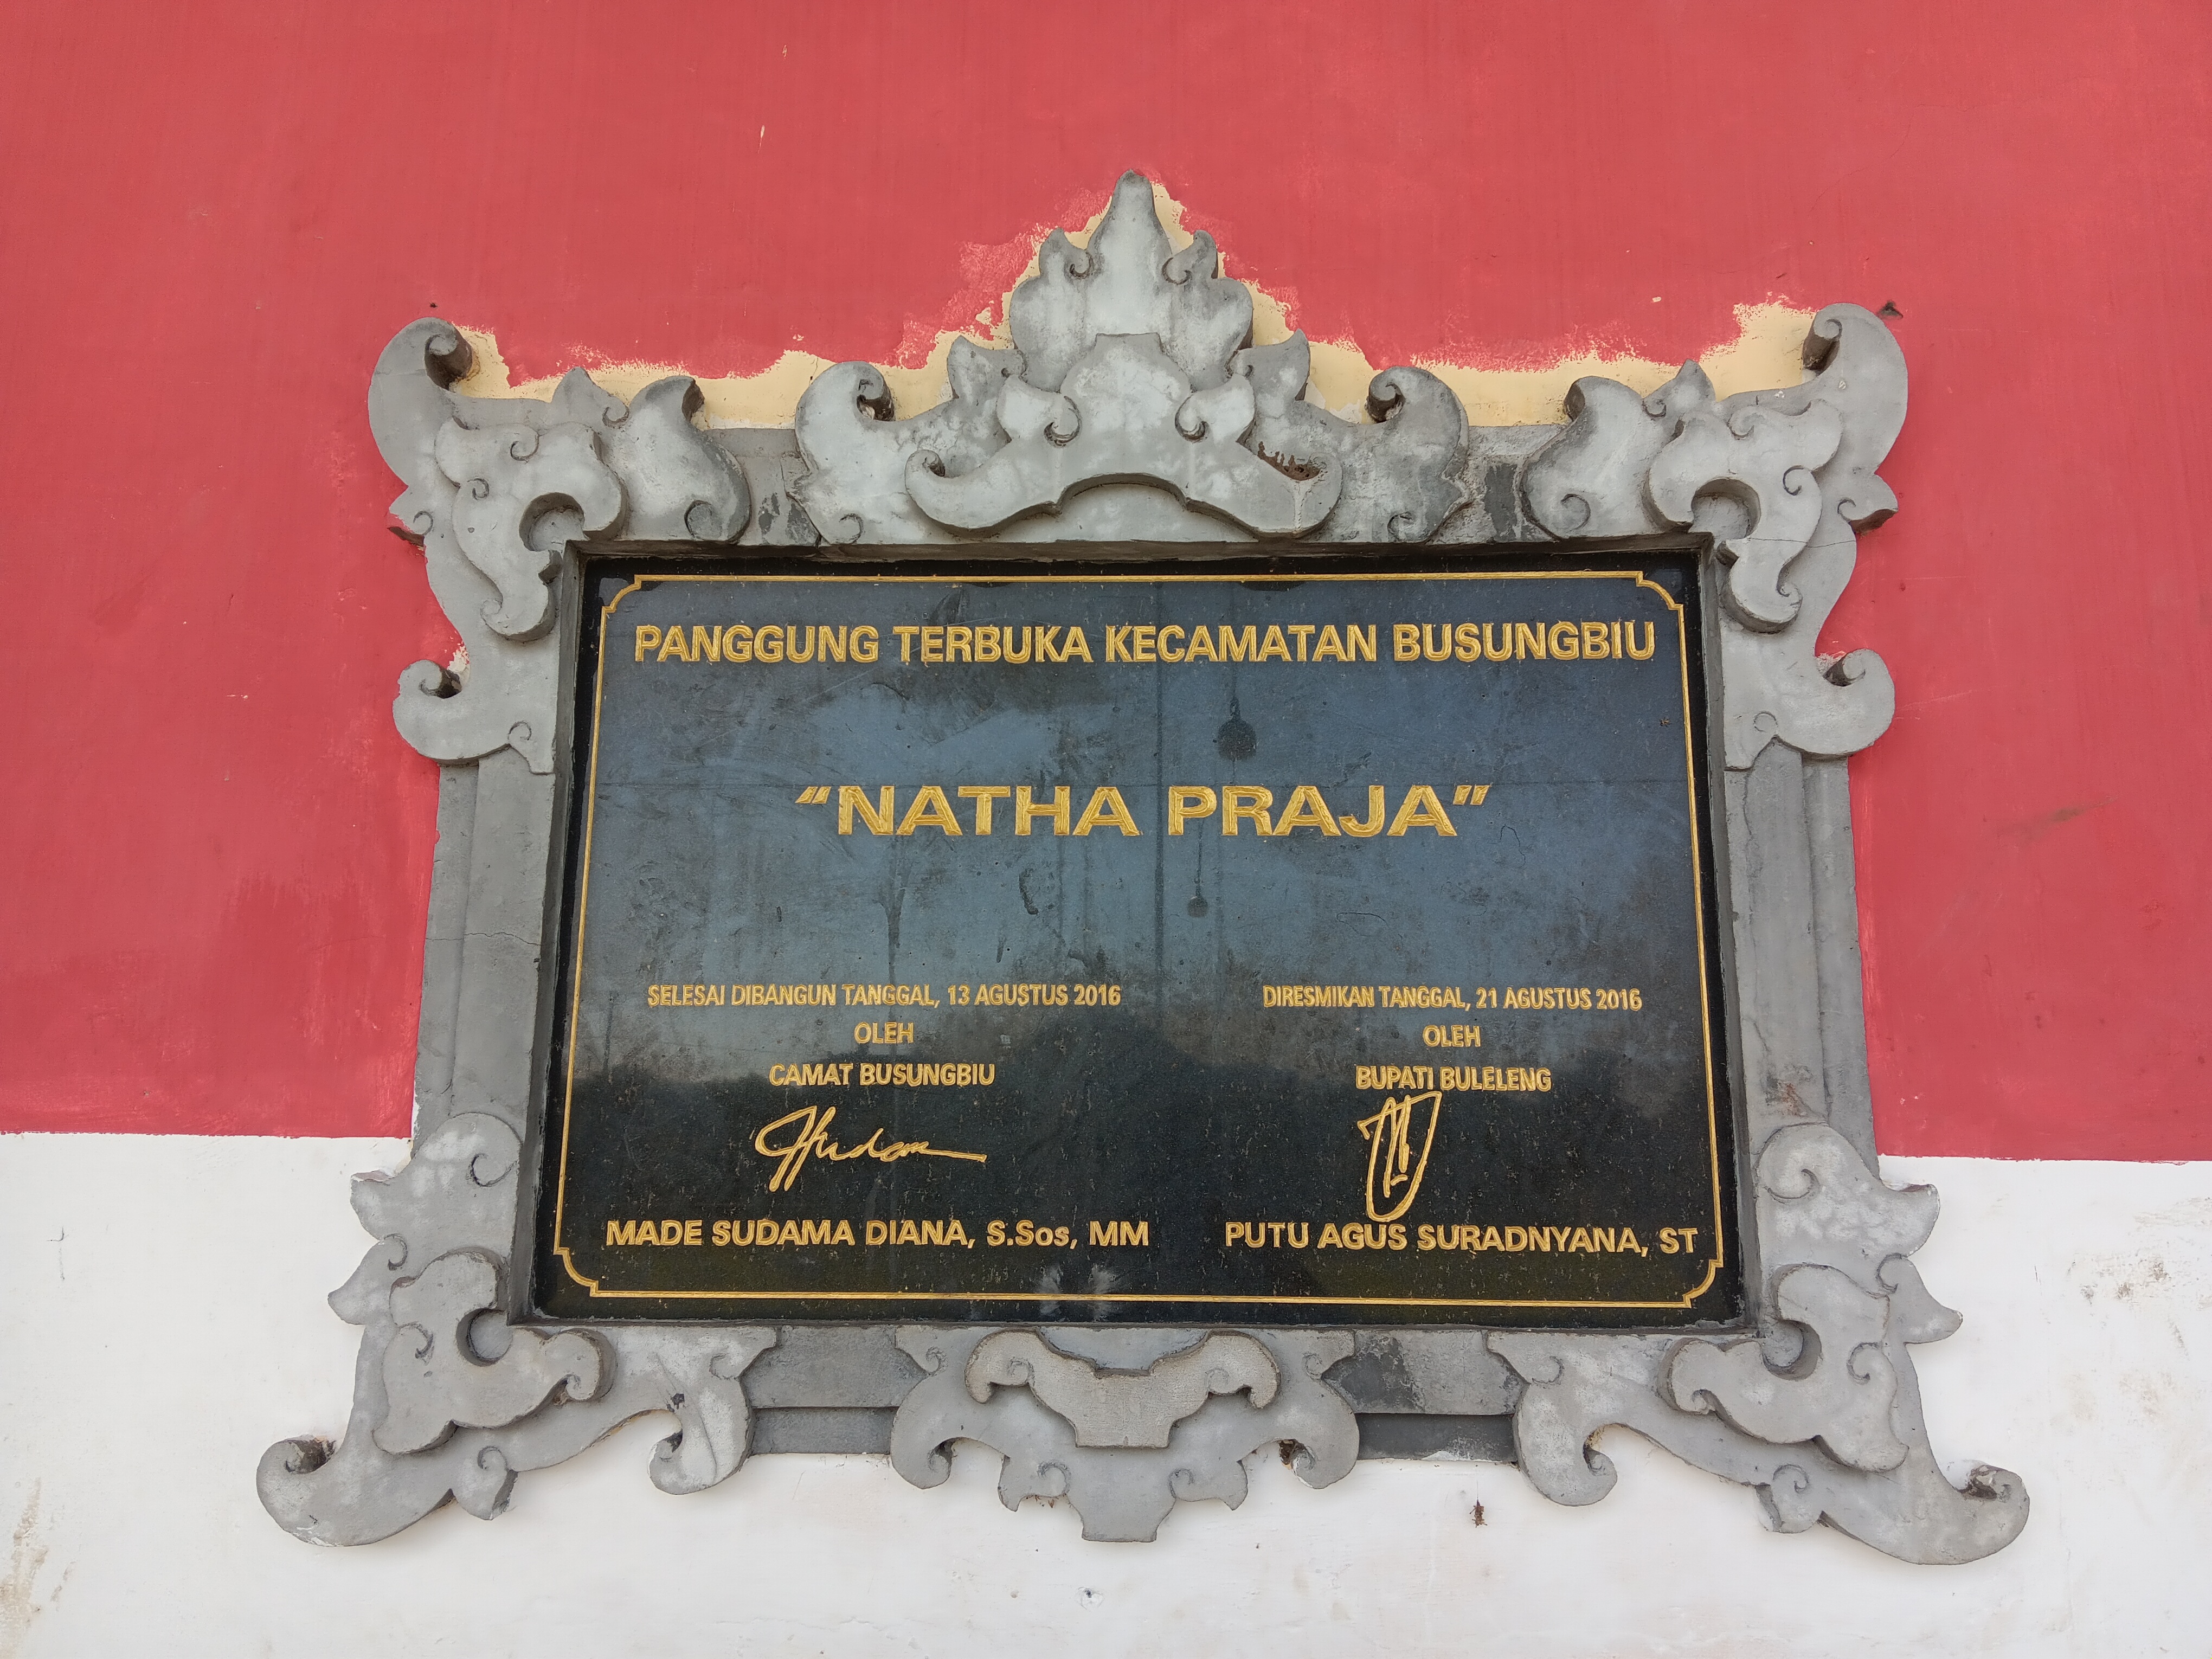 PANGGUNG TERBUKA KECAMATAN BUSUNGBIU
“NATHA PRAJA”
SELESAI DIBANGUN TANGGAL, 13 AGUSTUS 2016
OLEH
CAMAT BUSUNGBIU
MADE SUDAMA DIANA, S.Sos, MM
DIRESMIKAN TANGGAL, 21 AGUSTUS 2016
OLEH
BUPATI BULELENG
PUTU AGUS SURADNYANA, ST